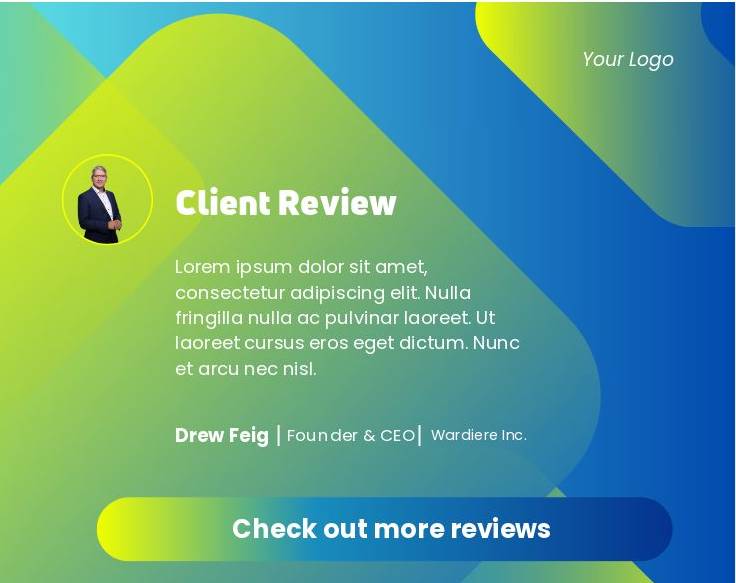 Your Logo
Client Review
Lorem ipsum dolor sit amet,
consectetur adipiscing elit. Nulla
fringilla nulla ac pulvinar laoreet. Ut
laoreet cursus eros eget dictum. Nunc
et arcu nec nisl.
Drew Feig | Founder & CEO | Wardiere Inc.
Check out more reviews